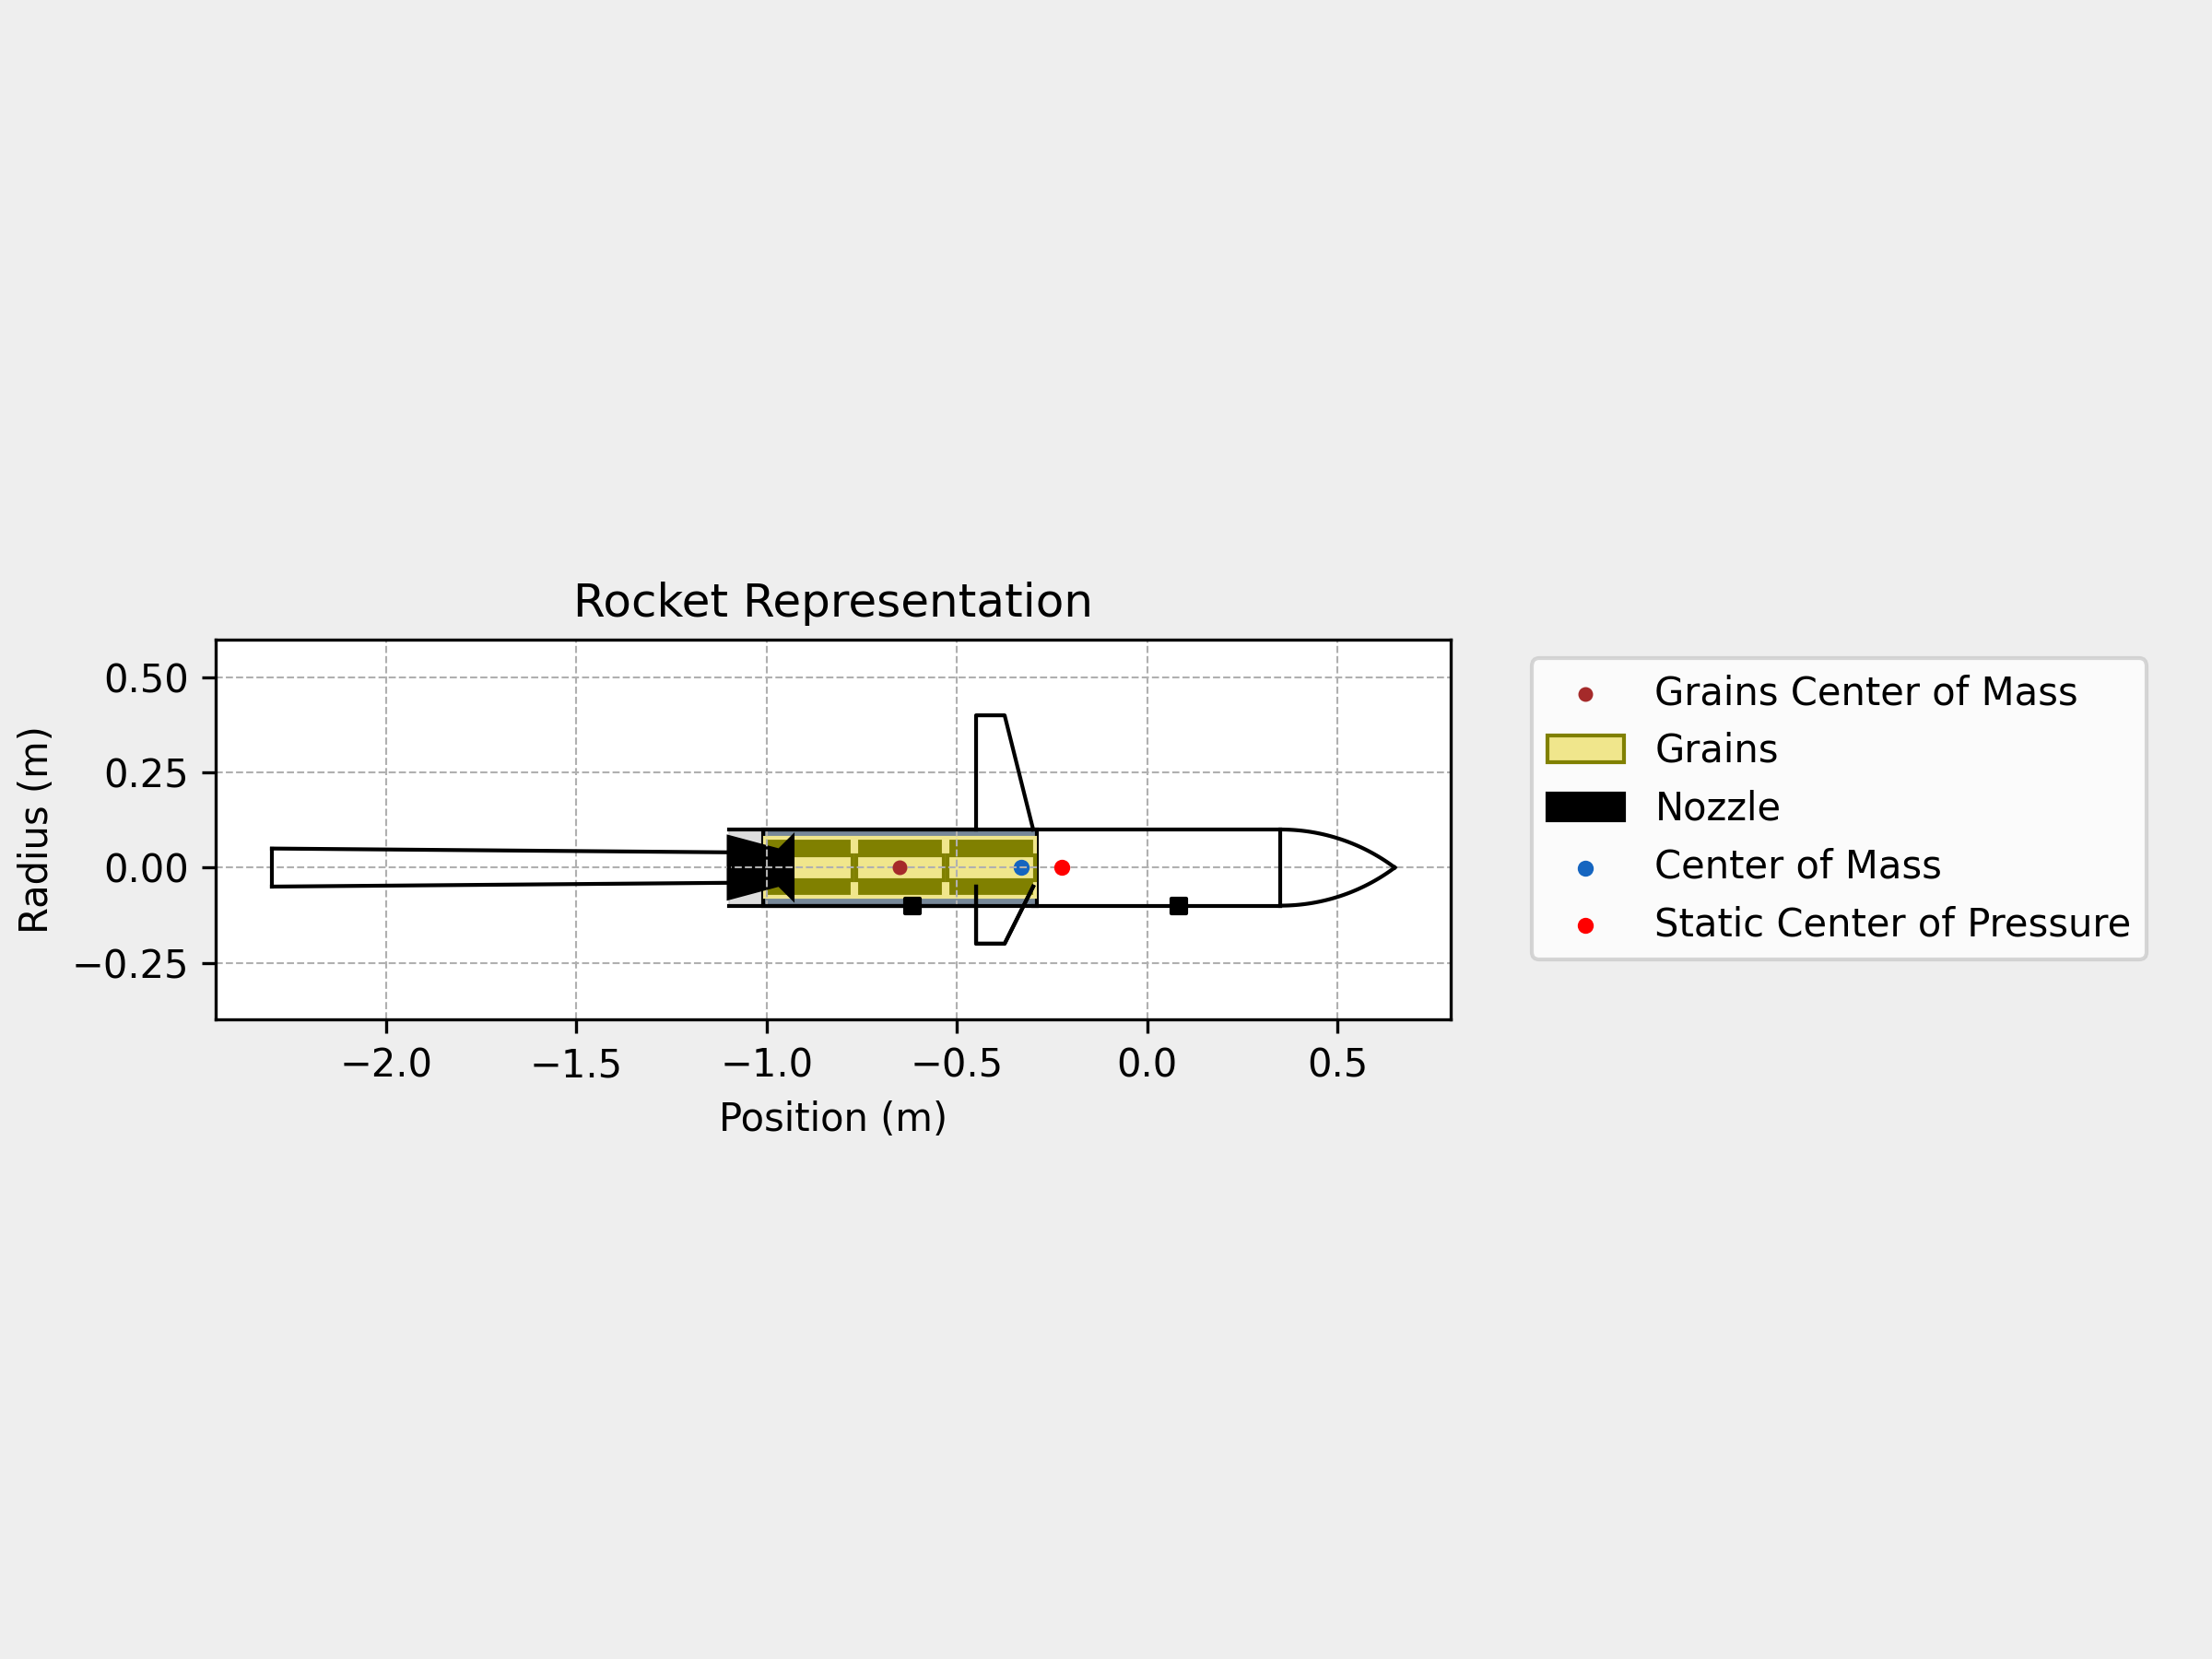 Rocket Representation
Radius (m)
0.50
0.25
0.00
−0.25
−2.0 −1.5 −1.0 −0.5 0.0 0.5
Position (m)
Grains Center of Mass
Grains
Nozzle
Center of Mass
Static Center of Pressure